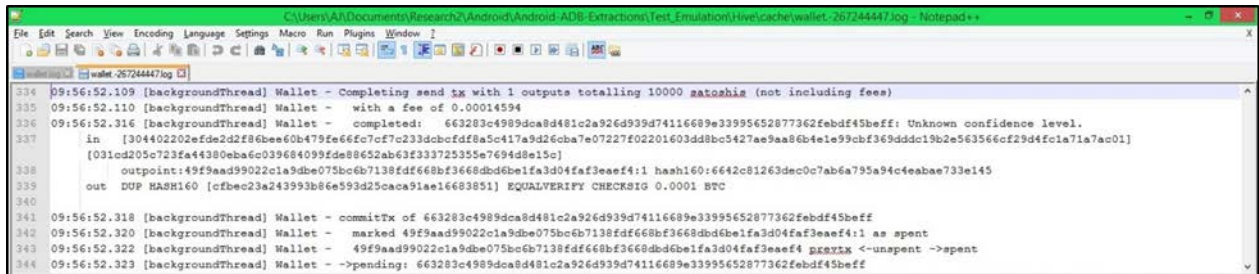 C:\Users\AJ\Documents\Research2\Android\Android-ADB-Extractions\Test_Emulation\Hive\cache\wallet.-267244447.log - Notepad++
File Edit Search View Encoding Language Settings Macro Run Plugins Window ?
wallet.log wallet.-267244447.log
334 09:56:52.109 [backgroundThread] Wallet - Completing send tx with 1 outputs totalling 10000 satoshis (not including fees)
335 09:56:52.110 [backgroundThread] Wallet - with a fee of 0.00014594
336 09:56:52.316 [backgroundThread] Wallet - completed: 663283c4989dca8d481c2a926d939d74116689e33995652877362febdf45beff: Unknown confidence level.
337 in [304402202efde2d2f86bee60b479fe66fc7cf7c233dcbcfdf8a5c417a9d26cba7e07227f02201603dd8bc5427ae9aa86b4e1e99cbf369dddc19b2e563566cf29d4fc1a71a7ac01]
[031cd205c723fa44380eba6c039684099fde88652ab63f333725355e7694d8e15c]
338 outpoint:49f9aad99022c1a9dbe075bc6b7138fdf668bf3668dbd6be1fa3d04faf3eaef4:1 hash160:6642c81263dec0c7ab6a795a94c4eabae733e145
339 out DUP HASH160 [cfbec23a243993b86e593d25caca91ae16683851] EQUALVERIFY CHECKSIG 0.0001 BTC
340
341 09:56:52.318 [backgroundThread] Wallet - commitTx of 663283c4989dca8d481c2a926d939d74116689e33995652877362febdf45beff
342 09:56:52.320 [backgroundThread] Wallet - marked 49f9aad99022c1a9dbe075bc6b7138fdf668bf3668dbd6be1fa3d04faf3eaef4:1 as spent
343 09:56:52.322 [backgroundThread] Wallet - 49f9aad99022c1a9dbe075bc6b7138fdf668bf3668dbd6be1fa3d04faf3eaef4 prevtx <-unspent ->spent
344 09:56:52.323 [backgroundThread] Wallet - ->pending: 663283c4989dca8d481c2a926d939d74116689e33995652877362febdf45beff